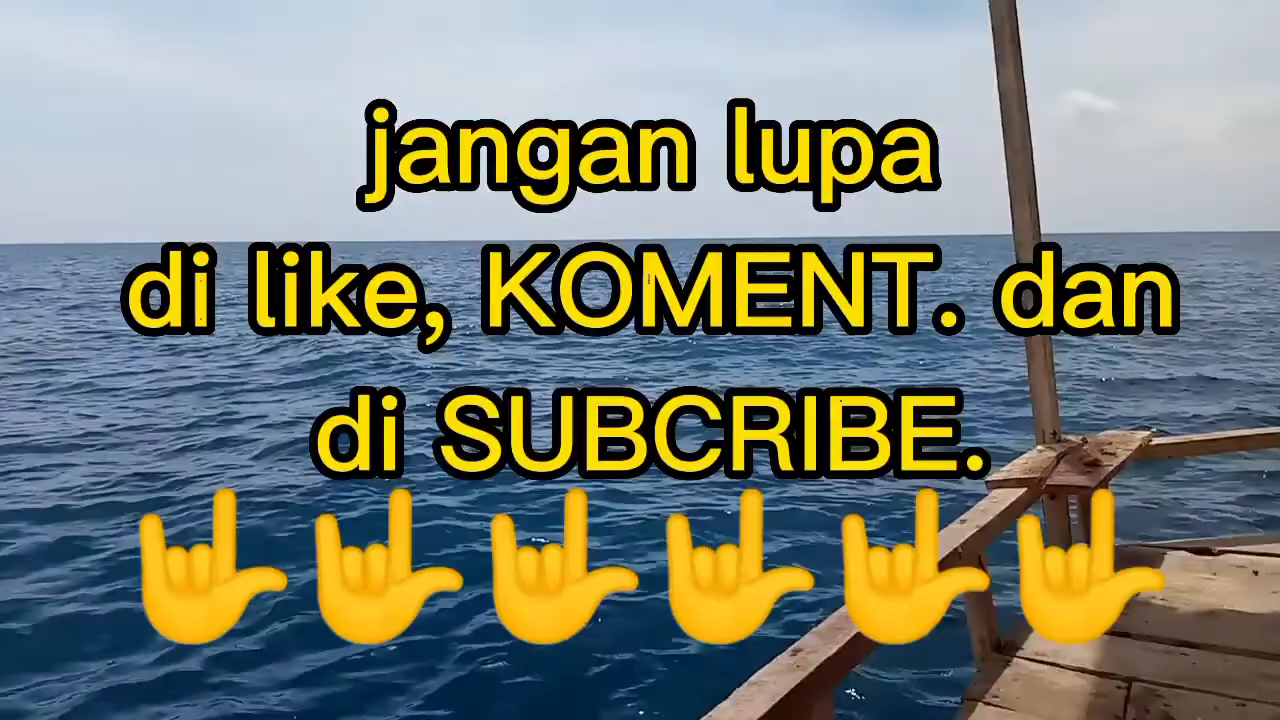 jangan lupa
di like, KOMENT. dan
di SUBCRIBE.
🤟🤟🤟🤟🤟🤟